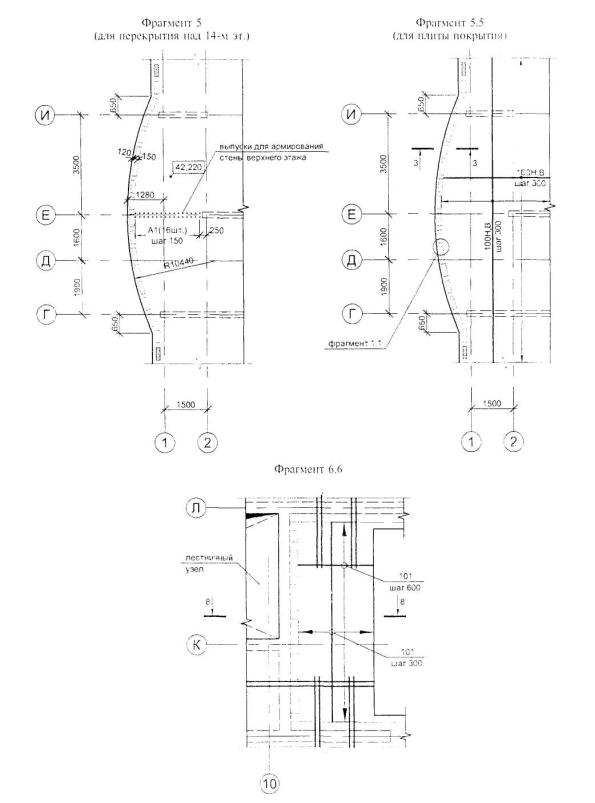 Фрагмент 5
(для перекрытия над 14-м эт.)
650
И
3500
120
150
42,220
выпуски для армирования
стены верхнего этажа
1280
Е
А1(16шт.)
шаг 150
250
1600
R10440
Д
1900
Г
650
1500
1
2
Фрагмент 5.5
(для плиты покрытия)
650
И
3500
3
3
100Н,В
шаг 300
Е
100Н,В
шаг 300
1600
Д
1900
Г
650
фрагмент 1.1
1500
1
2
Фрагмент 6.6
Л
лестничный
узел
101
шаг 600
8
8
К
101
шаг 300
10